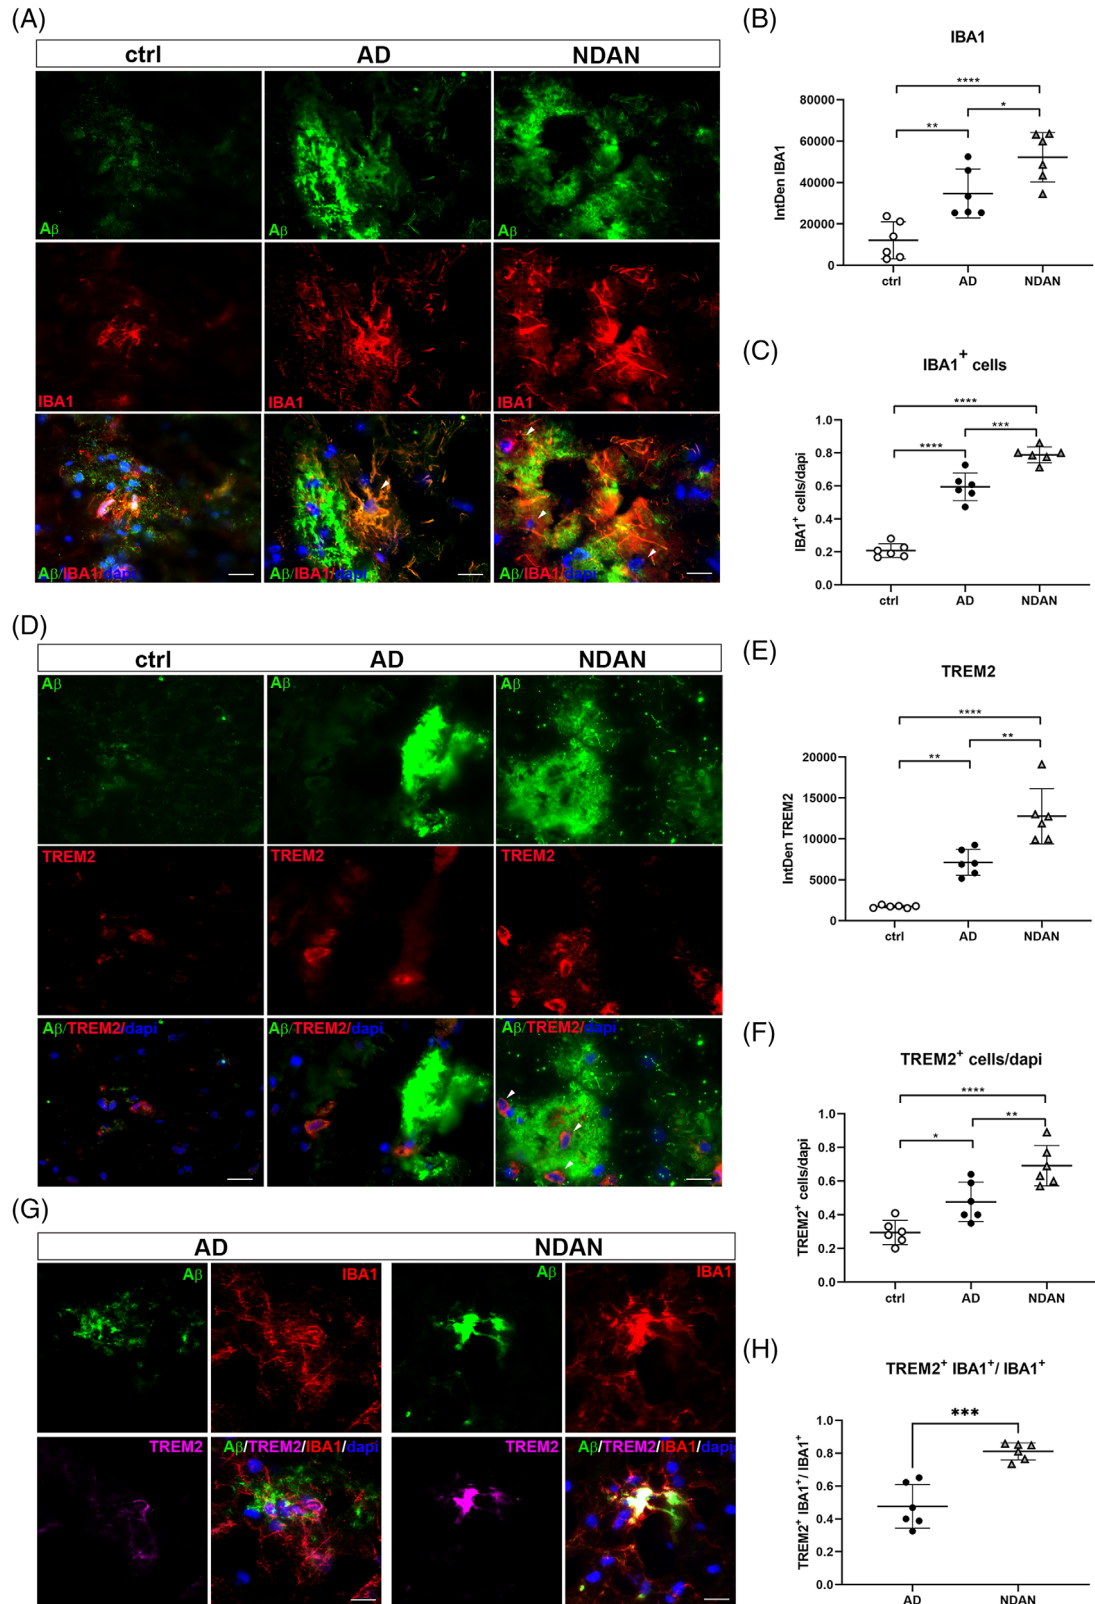 (A)
ctrl AD NDAN
Aβ Aβ Aβ
IBA1 IBA1 IBA1
Aβ/IBA1/dapi Aβ/IBA1/dapi Aβ/IBA1/dapi
(B)
IBA1
****
*
**
IntDen IBA1
80000
60000
40000
20000
0
ctrl AD NDAN
(C)
IBA1+ cells
****
***
****
IBA1+ cells/dapi
1.0
0.8
0.6
0.4
0.2
0.0
ctrl AD NDAN
(D)
ctrl AD NDAN
Aβ Aβ Aβ
TREM2 TREM2 TREM2
Aβ/TREM2/dapi Aβ/TREM2/dapi Aβ/TREM2/dapi
(E)
TREM2
****
**
**
IntDen TREM2
20000
15000
10000
5000
0
ctrl AD NDAN
(F)
TREM2+ cells/dapi
****
**
*
TREM2+ cells/dapi
1.0
0.8
0.6
0.4
0.2
0.0
ctrl AD NDAN
(G)
AD NDAN
Aβ IBA1 Aβ IBA1
TREM2 Aβ/TREM2/IBA1/dapi TREM2 Aβ/TREM2/IBA1/dapi
(H)
TREM2+ IBA1+/ IBA1+
***
TREM2+ IBA1+/ IBA1+
1.0
0.8
0.6
0.4
0.2
0.0
AD NDAN